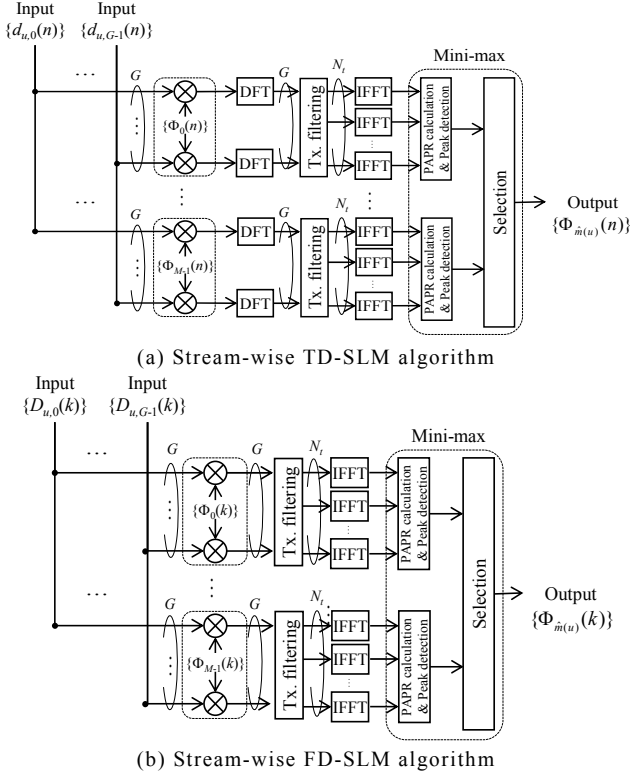 Input Input
{d_{u,0}(n)} {d_{u,G-1}(n)}
Mini-max
... G G N_t
DFT IFFT
{Φ_0(n)} Tx. filtering IFFT PAPR calculation & Peak detection
DFT IFFT
Selection
Output
{Φ_{m̂(u)}(n)}
... G G N_t
DFT IFFT
{Φ_{M-1}(n)} Tx. filtering IFFT PAPR calculation & Peak detection
DFT IFFT
(a) Stream-wise TD-SLM algorithm
Input Input
{D_{u,0}(k)} {D_{u,G-1}(k)}
Mini-max
... G G N_t
IFFT
{Φ_0(k)} Tx. filtering IFFT PAPR calculation & Peak detection
IFFT
Selection
Output
{Φ_{m̂(u)}(k)}
... G G N_t
IFFT
{Φ_{M-1}(k)} Tx. filtering IFFT PAPR calculation & Peak detection
IFFT
(b) Stream-wise FD-SLM algorithm